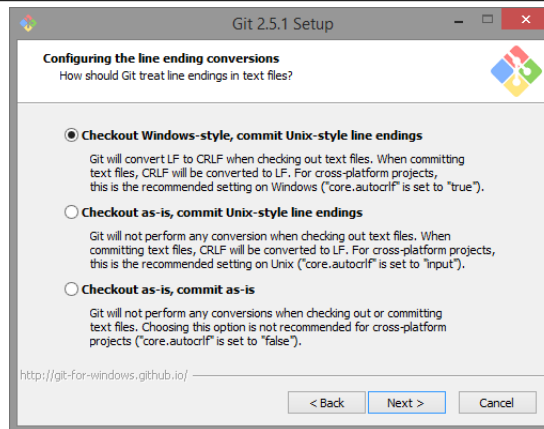 Git 2.5.1 Setup
Configuring the line ending conversions
How should Git treat line endings in text files?
Checkout Windows-style, commit Unix-style line endings
Git will convert LF to CRLF when checking out text files. When committing
text files, CRLF will be converted to LF. For cross-platform projects,
this is the recommended setting on Windows ("core.autocrlf" is set to "true").
Checkout as-is, commit Unix-style line endings
Git will not perform any conversion when checking out text files. When
committing text files, CRLF will be converted to LF. For cross-platform projects,
this is the recommended setting on Unix ("core.autocrlf" is set to "input").
Checkout as-is, commit as-is
Git will not perform any conversions when checking out or committing
text files. Choosing this option is not recommended for cross-platform
projects ("core.autocrlf" is set to "false").
http://git-for-windows.github.io/
< Back Next > Cancel